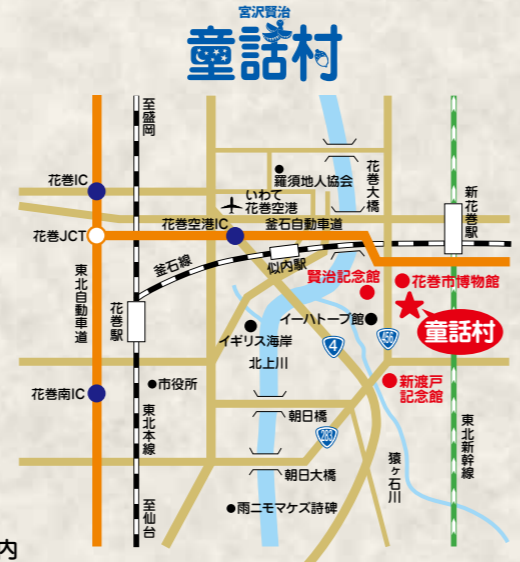 宮沢賢治
童話村
至盛岡
花巻IC
羅須地人協会
花巻大橋
いわて
花巻空港
新花巻駅
花巻空港IC
釜石自動車道
花巻JCT
釜石線
似内駅
賢治記念館
花巻市博物館
東北自動車道
花巻駅
イーハトーブ館
童話村
イギリス海岸
4
456
北上川
市役所
新渡戸
記念館
花巻南IC
東北本線
朝日橋
283
東北新幹線
猿ヶ石川
朝日大橋
至仙台
雨ニモマケズ詩碑
内